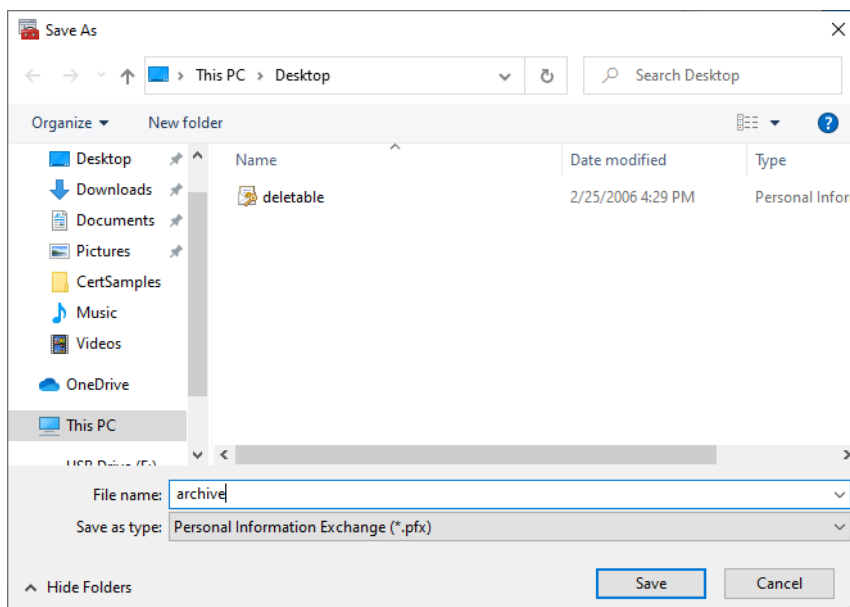 Save As
This PC > Desktop
Search Desktop
Organize
New folder
Name
Date modified
Type
Desktop
Downloads
Documents
Pictures
CertSamples
Music
Videos
OneDrive
This PC
deletable
2/25/2006 4:29 PM
Personal Infor
File name: archive
Save as type: Personal Information Exchange (*.pfx)
Hide Folders
Save
Cancel